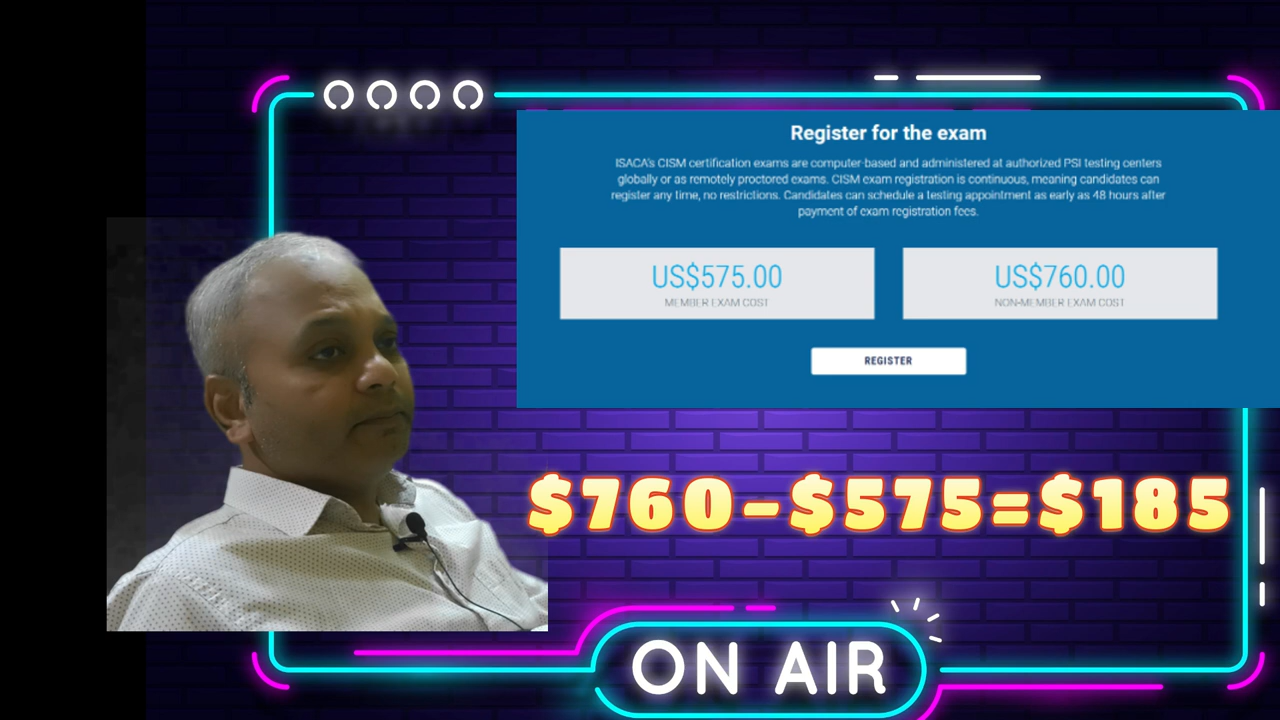 Register for the exam
ISACA's CISM certification exams are computer-based and administered at authorized PSI testing centers
globally or as remotely proctored exams. CISM exam registration is continuous, meaning candidates can
register any time, no restrictions. Candidates can schedule a testing appointment as early as 48 hours after
payment of exam registration fees.
US$575.00
MEMBER EXAM COST
US$760.00
NON-MEMBER EXAM COST
REGISTER
$760-$575=$185
ON AIR